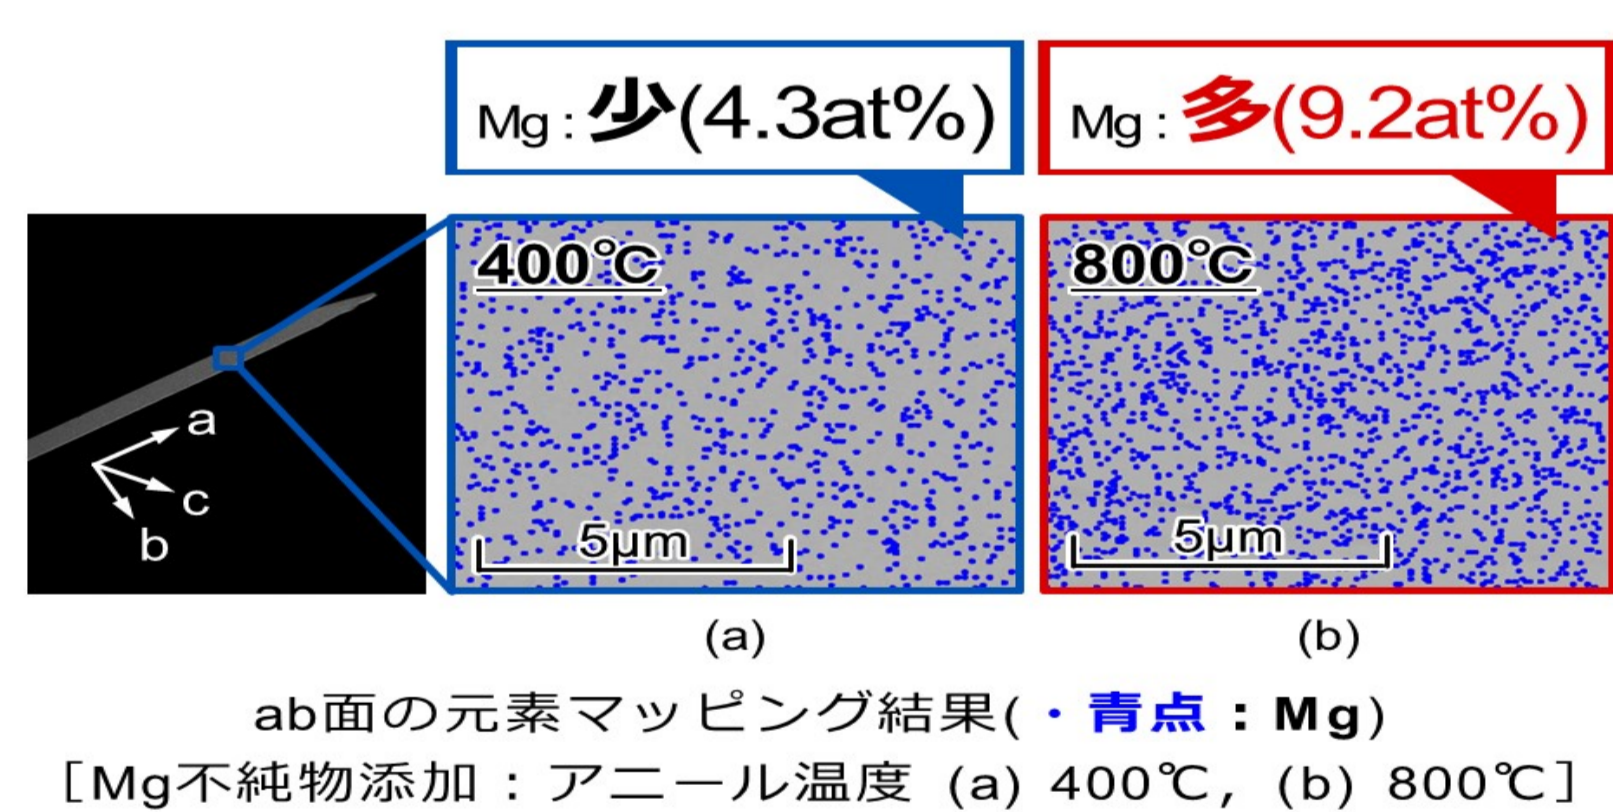 Mg : 少(4.3at%)
Mg : 多(9.2at%)
400℃
800℃
a
c
b
5μm
5μm
(a)
(b)
ab面の元素マッピング結果(・青点：Mg)
[Mg不純物添加：アニール温度 (a) 400℃, (b) 800℃]